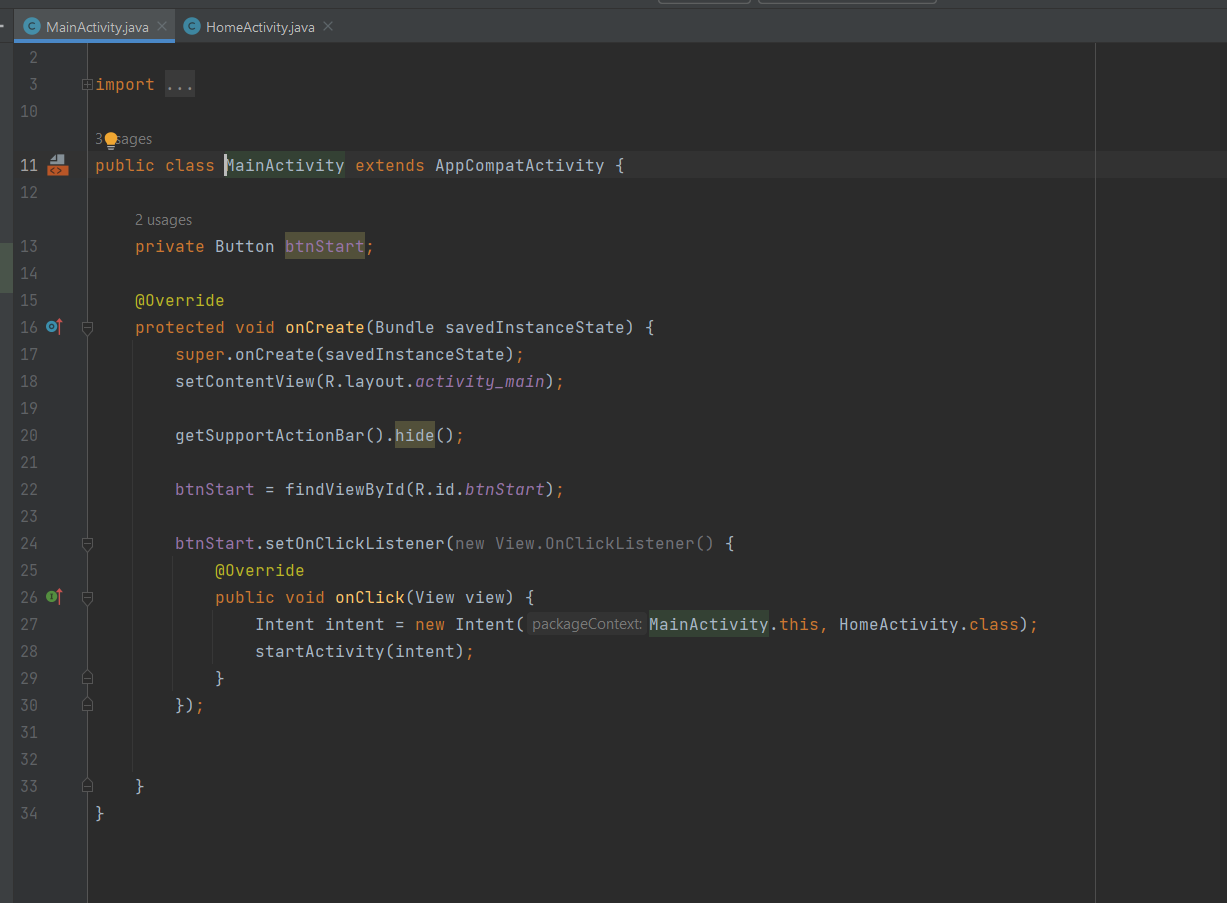 MainActivity.java HomeActivity.java
2
3 import ...
10
3 usages
11 public class MainActivity extends AppCompatActivity {
12
2 usages
13 private Button btnStart;
14
15 @Override
16 protected void onCreate(Bundle savedInstanceState) {
17 super.onCreate(savedInstanceState);
18 setContentView(R.layout.activity_main);
19
20 getSupportActionBar().hide();
21
22 btnStart = findViewById(R.id.btnStart);
23
24 btnStart.setOnClickListener(new View.OnClickListener() {
25 @Override
26 public void onClick(View view) {
27 Intent intent = new Intent( packageContext: MainActivity.this, HomeActivity.class);
28 startActivity(intent);
29 }
30 });
31
32
33 }
34 }